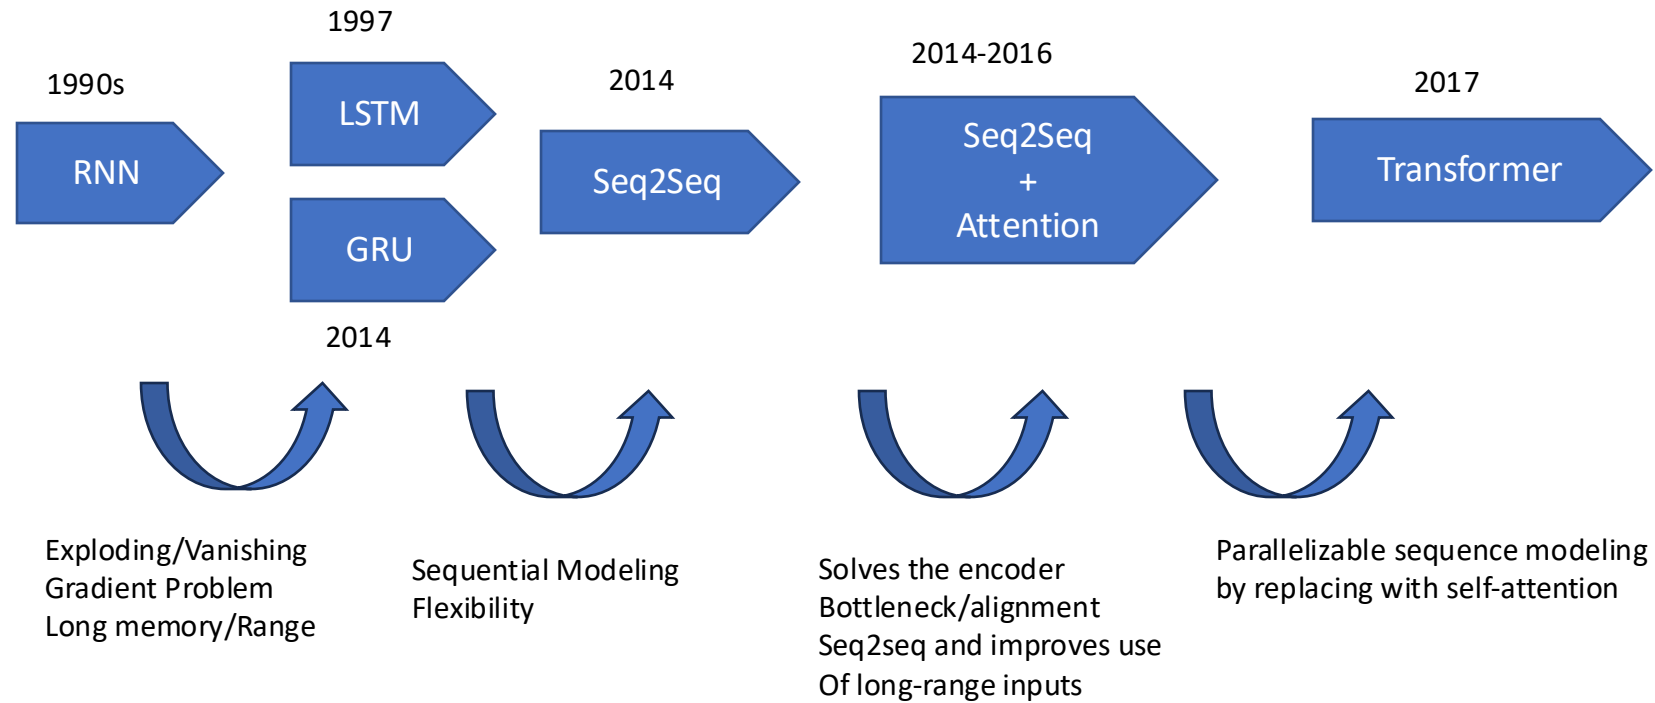 1990s
RNN
1997
LSTM
GRU
2014
2014
Seq2Seq
2014-2016
Seq2Seq
+
Attention
2017
Transformer
Exploding/Vanishing
Gradient Problem
Long memory/Range
Sequential Modeling
Flexibility
Solves the encoder
Bottleneck/alignment
Seq2seq and improves use
Of long-range inputs
Parallelizable sequence modeling
by replacing with self-attention